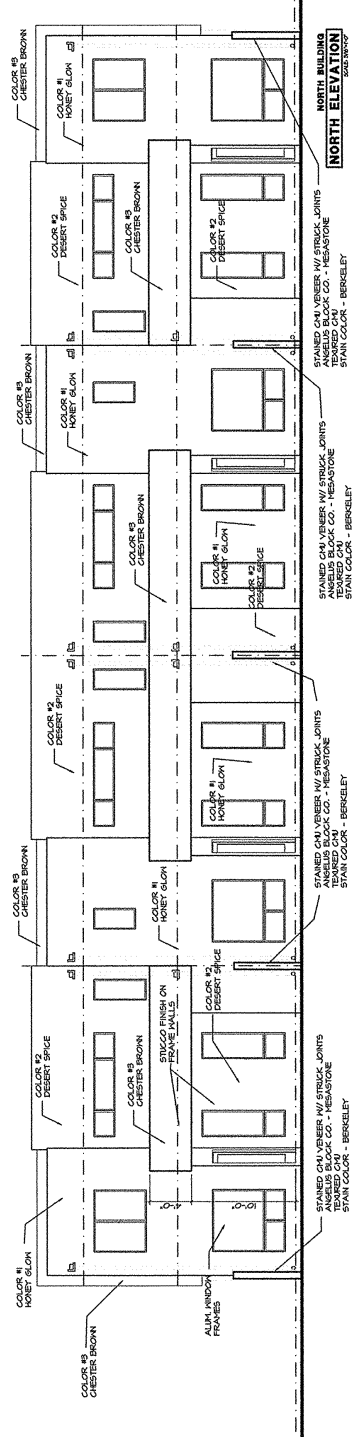 COLOR #1
HONEY GLOW
COLOR #3
CHESTER BROWN
COLOR #2
DESERT SPICE
COLOR #3
CHESTER BROWN
STUCCO FINISH ON
FRAME WALLS
ALUM. WINDOW
FRAMES
4'-0"
10'-0"
COLOR #2
DESERT SPICE
COLOR #3
CHESTER BROWN
COLOR #1
HONEY GLOW
COLOR #2
DESERT SPICE
COLOR #1
HONEY GLOW
COLOR #3
CHESTER BROWN
COLOR #1
HONEY GLOW
COLOR #2
DESERT SPICE
COLOR #3
CHESTER BROWN
COLOR #1
HONEY GLOW
COLOR #2
DESERT SPICE
COLOR #3
CHESTER BROWN
COLOR #2
DESERT SPICE
COLOR #3
CHESTER BROWN
COLOR #1
HONEY GLOW
STAINED CMU VENEER W/ STRUCK JOINTS
ANGELUS BLOCK CO. - MESASTONE
TEXURED CMU
STAIN COLOR - BERKELEY
STAINED CMU VENEER W/ STRUCK JOINTS
ANGELUS BLOCK CO. - MESASTONE
TEXURED CMU
STAIN COLOR - BERKELEY
STAINED CMU VENEER W/ STRUCK JOINTS
ANGELUS BLOCK CO. - MESASTONE
TEXURED CMU
STAIN COLOR - BERKELEY
STAINED CMU VENEER W/ STRUCK JOINTS
ANGELUS BLOCK CO. - MESASTONE
TEXURED CMU
STAIN COLOR - BERKELEY
NORTH BUILDING
NORTH ELEVATION